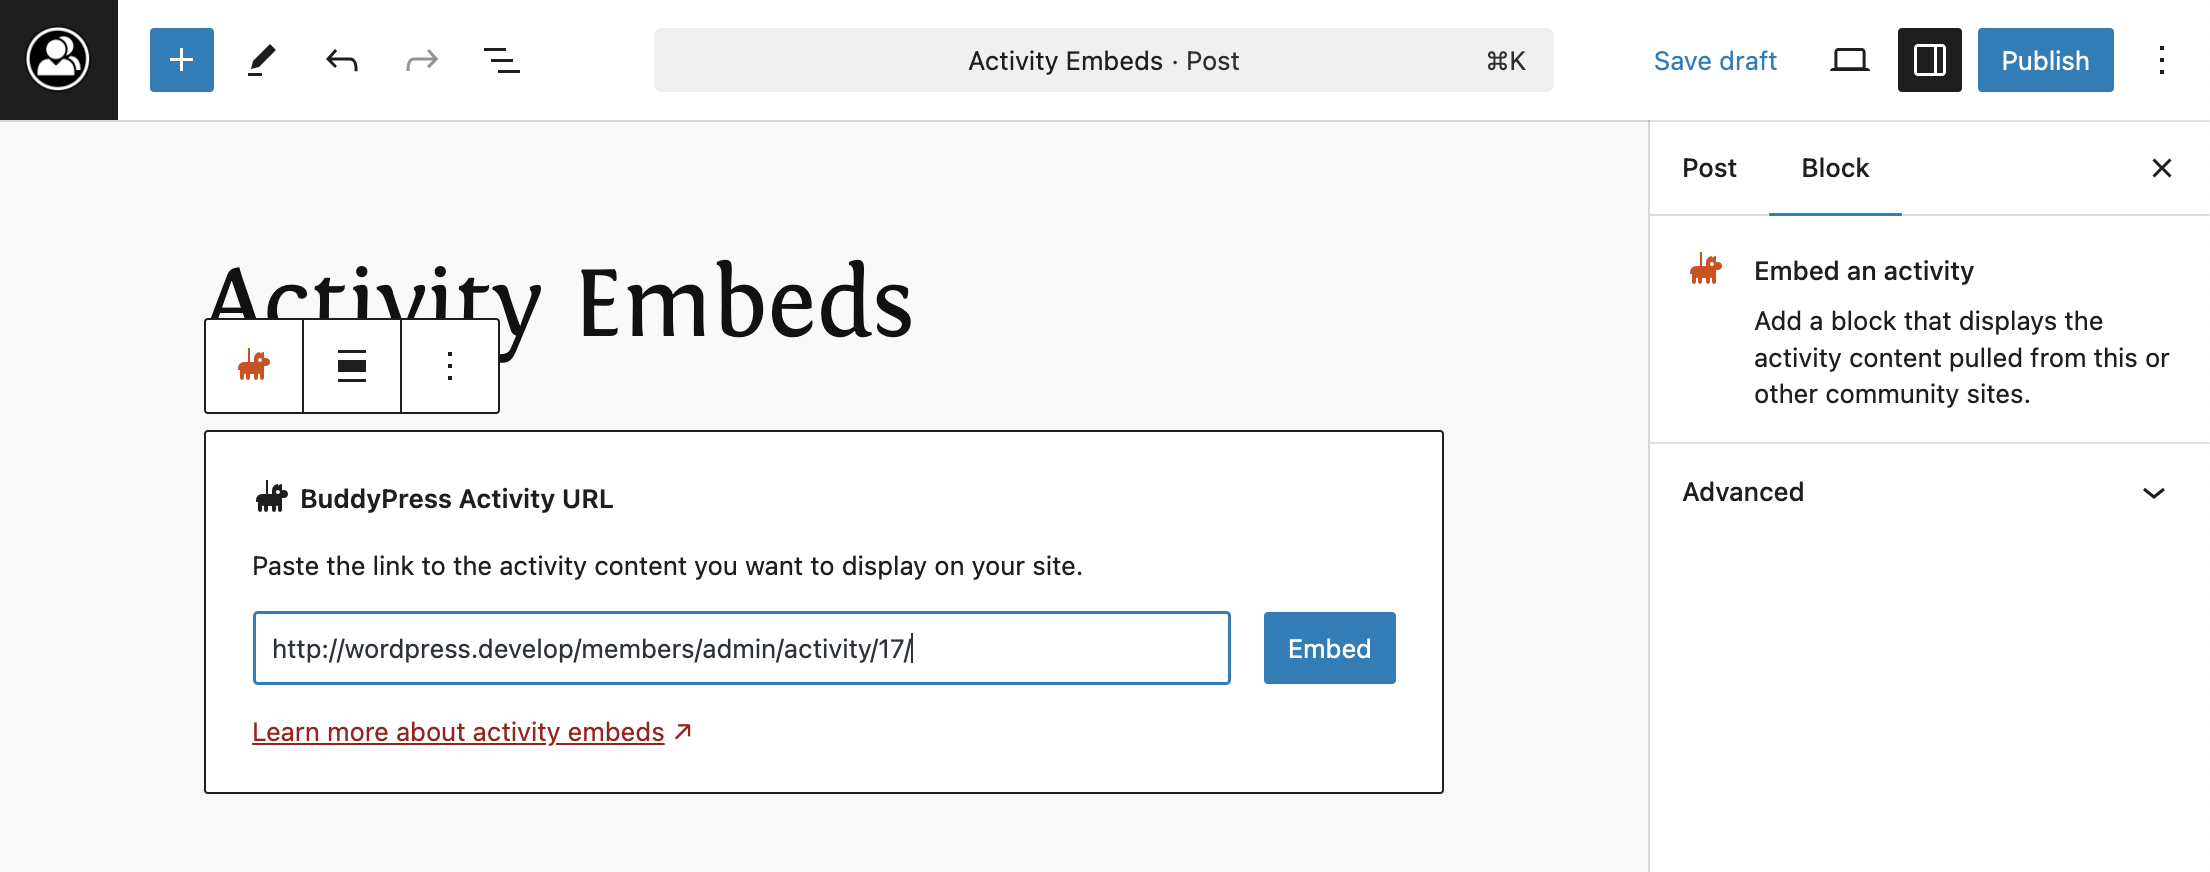 Activity Embeds · Post
⌘K
Save draft
Publish
Post
Block
Activity Embeds
Embed an activity
Add a block that displays the
activity content pulled from this or
other community sites.
Advanced
BuddyPress Activity URL
Paste the link to the activity content you want to display on your site.
http://wordpress.develop/members/admin/activity/17/
Embed
Learn more about activity embeds ↗